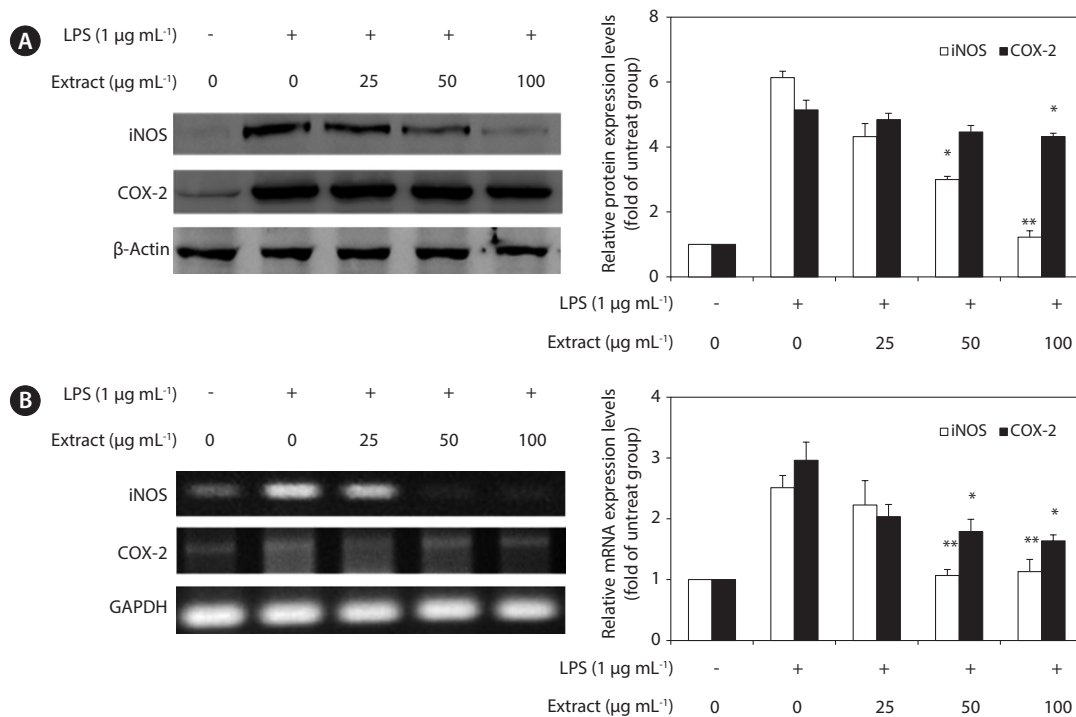 A
LPS (1 µg mL⁻¹) - + + + +
Extract (µg mL⁻¹) 0 0 25 50 100
iNOS
COX-2
β-Actin
Relative protein expression levels
(fold of untreat group)
8
6
4
2
0
iNOS COX-2
*
**
*
LPS (1 µg mL⁻¹) - + + + +
Extract (µg mL⁻¹) 0 0 25 50 100
B
LPS (1 µg mL⁻¹) - + + + +
Extract (µg mL⁻¹) 0 0 25 50 100
iNOS
COX-2
GAPDH
Relative mRNA expression levels
(fold of untreat group)
4
3
2
1
0
iNOS COX-2
**
*
**
*
LPS (1 µg mL⁻¹) - + + + +
Extract (µg mL⁻¹) 0 0 25 50 100